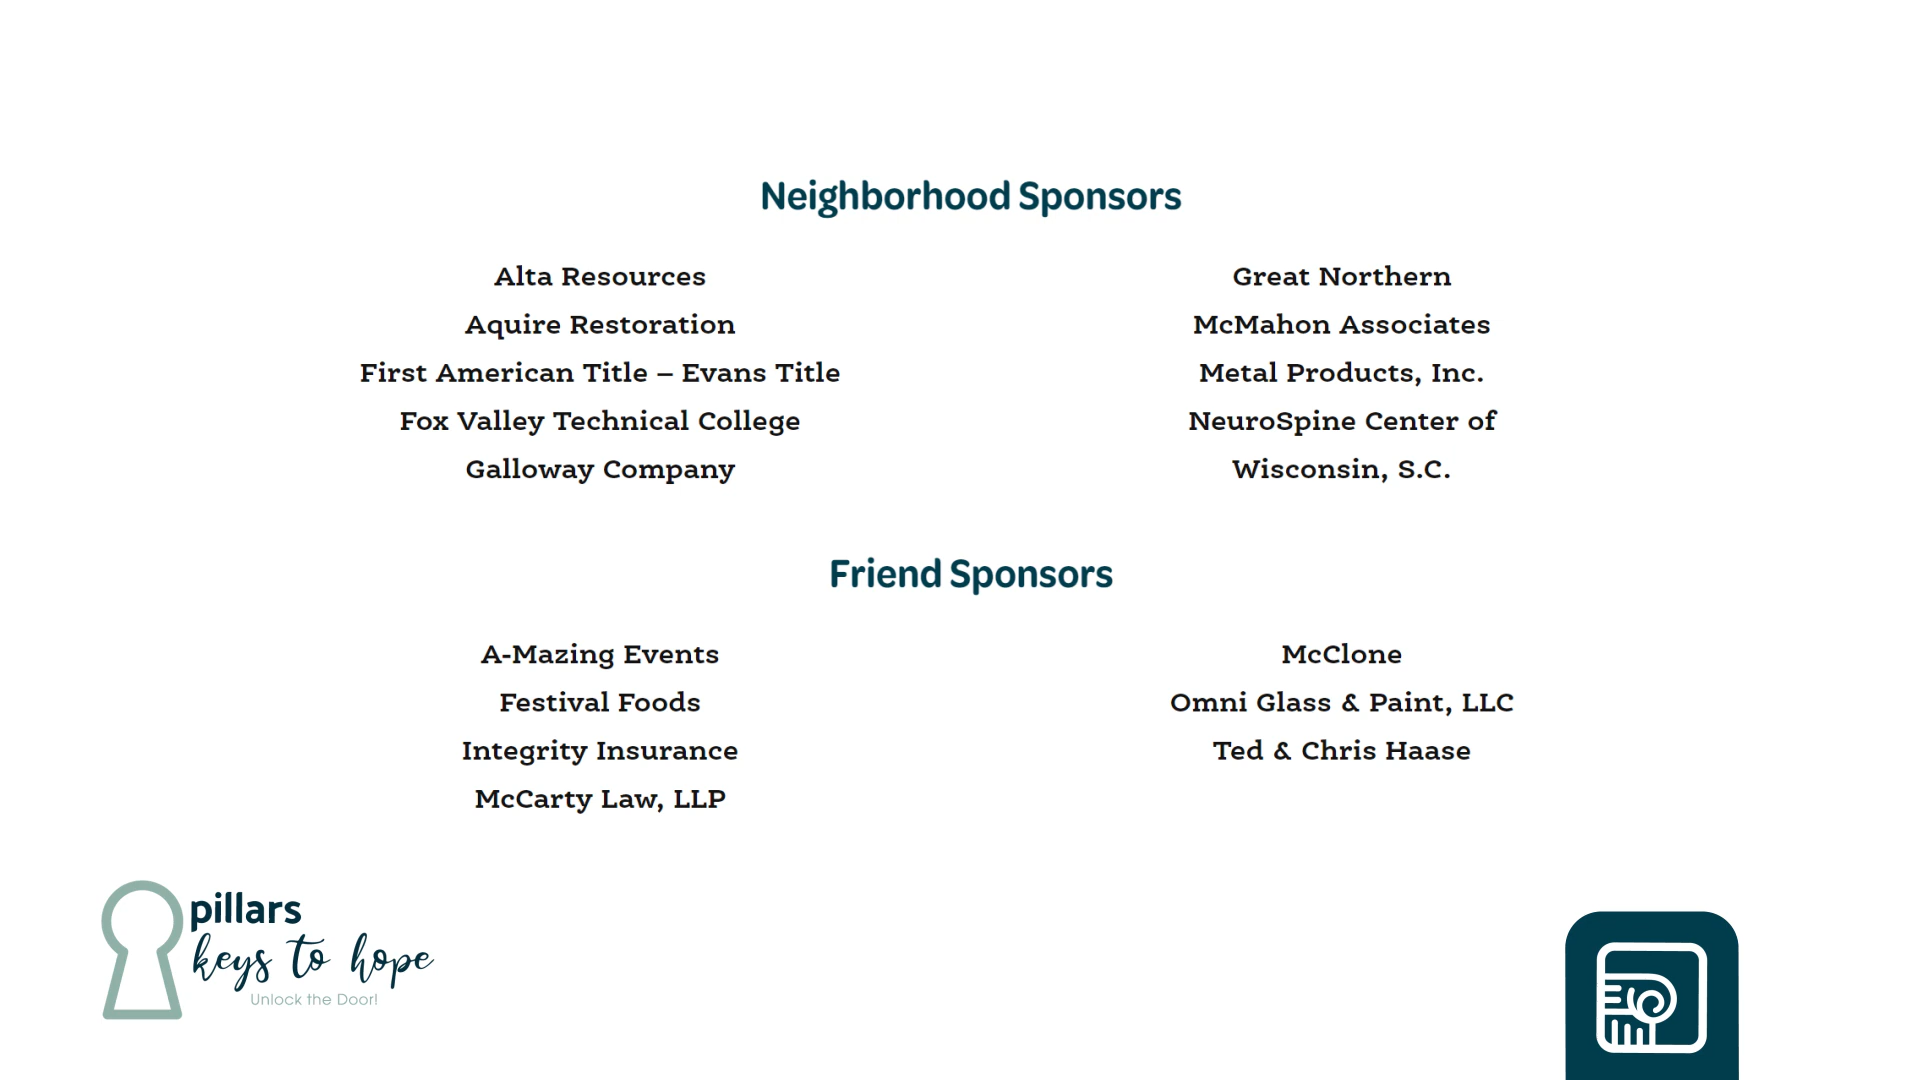 Neighborhood Sponsors
Alta Resources
Aquire Restoration
First American Title – Evans Title
Fox Valley Technical College
Galloway Company
Great Northern
McMahon Associates
Metal Products, Inc.
NeuroSpine Center of
Wisconsin, S.C.
Friend Sponsors
A-Mazing Events
Festival Foods
Integrity Insurance
McCarty Law, LLP
McClone
Omni Glass & Paint, LLC
Ted & Chris Haase
pillars
keys to hope
Unlock the Door!